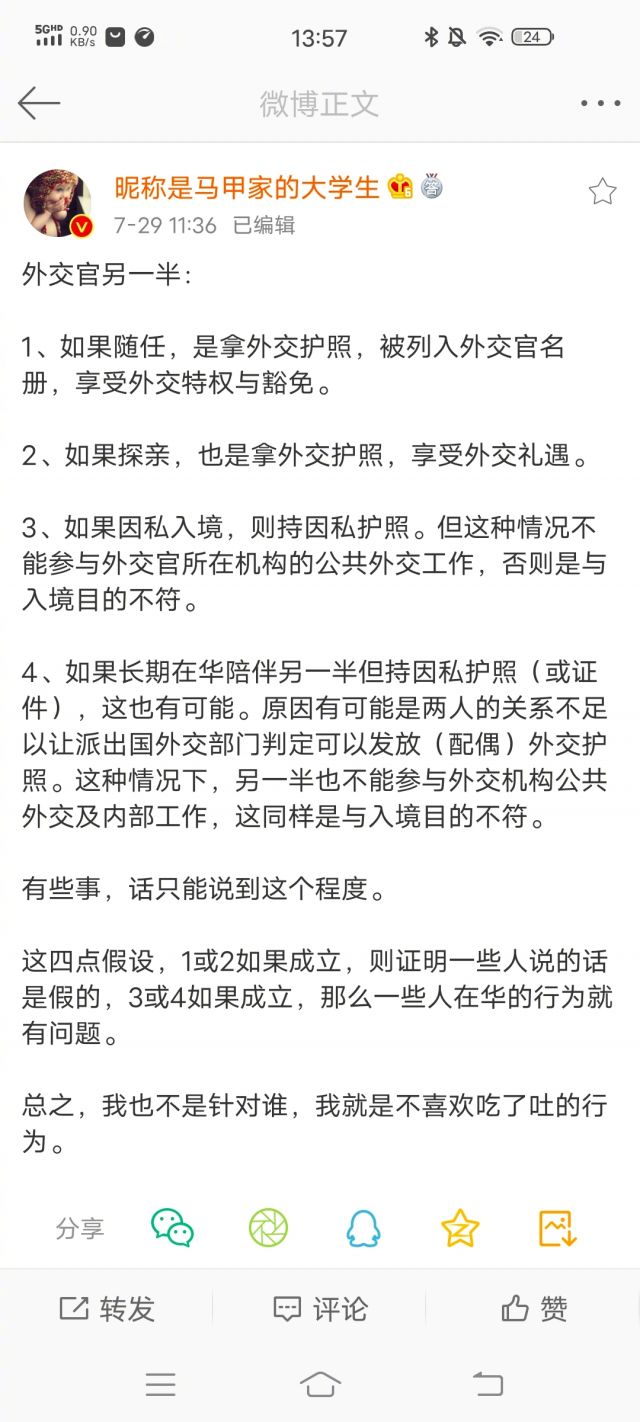 5GHD 0.90 KB/s 13:57 24
微博正文
昵称是马甲家的大学生 6 答
V
7-29 11:36 已编辑
外交官另一半：
1、如果随任，是拿外交护照，被列入外交官名
册，享受外交特权与豁免。
2、如果探亲，也是拿外交护照，享受外交礼遇。
3、如果因私入境，则持因私护照。但这种情况不
能参与外交官所在机构的公共外交工作，否则是与
入境目的不符。
4、如果长期在华陪伴另一半但持因私护照（或证
件），这也有可能。原因有可能是两人的关系不足
以让派出国外交部门判定可以发放（配偶）外交护
照。这种情况下，另一半也不能参与外交机构公共
外交及内部工作，这同样是与入境目的不符。
有些事，话只能说到这个程度。
这四点假设，1或2如果成立，则证明一些人说的话
是假的，3或4如果成立，那么一些人在华的行为就
有问题。
总之，我也不是针对谁，我就是不喜欢吃了吐的行
为。
分享
转发 评论 赞